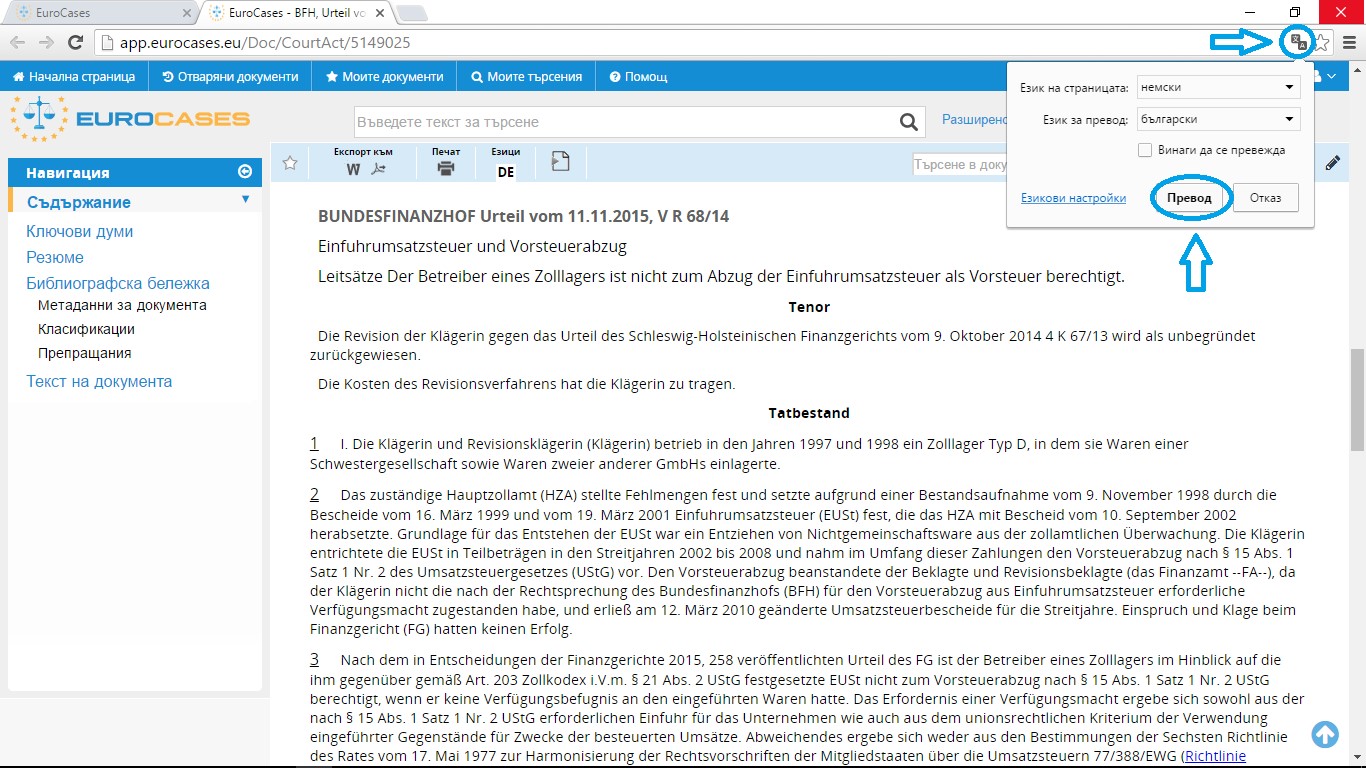 EuroCases
EuroCases - BFH, Urteil vo
app.eurocases.eu/Doc/CourtAct/5149025
Начална страница Отваряни документи Моите документи Моите търсения Помощ
Език на страницата: немски
Език за превод: български
Винаги да се превежда
Езикови настройки Превод Отказ
EUROCASES
Въведете текст за търсене
Разширено
Навигация
Съдържание
Ключови думи
Резюме
Библиографска бележка
Метаданни за документа
Класификации
Препращания
Текст на документа
Експорт към Печат Езици
W DE
Търсене в доку
BUNDESFINANZHOF Urteil vom 11.11.2015, V R 68/14
Einfuhrumsatzsteuer und Vorsteuerabzug
Leitsätze Der Betreiber eines Zolllagers ist nicht zum Abzug der Einfuhrumsatzsteuer als Vorsteuer berechtigt.
Tenor
Die Revision der Klägerin gegen das Urteil des Schleswig-Holsteinischen Finanzgerichts vom 9. Oktober 2014 4 K 67/13 wird als unbegründet
zurückgewiesen.
Die Kosten des Revisionsverfahrens hat die Klägerin zu tragen.
Tatbestand
1 I. Die Klägerin und Revisionsklägerin (Klägerin) betrieb in den Jahren 1997 und 1998 ein Zolllager Typ D, in dem sie Waren einer
Schwestergesellschaft sowie Waren zweier anderer GmbHs einlagerte.
2 Das zuständige Hauptzollamt (HZA) stellte Fehlmengen fest und setzte aufgrund einer Bestandsaufnahme vom 9. November 1998 durch die
Bescheide vom 16. März 1999 und vom 19. März 2001 Einfuhrumsatzsteuer (EUSt) fest, die das HZA mit Bescheid vom 10. September 2002
herabsetzte. Grundlage für das Entstehen der EUSt war ein Entziehen von Nichtgemeinschaftsware aus der zollamtlichen Überwachung. Die Klägerin
entrichtete die EUSt in Teilbeträgen in den Streitjahren 2002 bis 2008 und nahm im Umfang dieser Zahlungen den Vorsteuerabzug nach § 15 Abs. 1
Satz 1 Nr. 2 des Umsatzsteuergesetzes (UStG) vor. Den Vorsteuerabzug beanstandete der Beklagte und Revisionsbeklagte (das Finanzamt --FA--), da
der Klägerin nicht die nach der Rechtsprechung des Bundesfinanzhofs (BFH) für den Vorsteuerabzug aus Einfuhrumsatzsteuer erforderliche
Verfügungsmacht zugestanden habe, und erließ am 12. März 2010 geänderte Umsatzsteuerbescheide für die Streitjahre. Einspruch und Klage beim
Finanzgericht (FG) hatten keinen Erfolg.
3 Nach dem in Entscheidungen der Finanzgerichte 2015, 258 veröffentlichten Urteil des FG ist der Betreiber eines Zolllagers im Hinblick auf die
ihm gegenüber gemäß Art. 203 Zollkodex i.V.m. § 21 Abs. 2 UStG festgesetzte EUSt nicht zum Vorsteuerabzug nach § 15 Abs. 1 Satz 1 Nr. 2 UStG
berechtigt, wenn er keine Verfügungsbefugnis an den eingeführten Waren hatte. Das Erfordernis einer Verfügungsmacht ergebe sich sowohl aus der
nach § 15 Abs. 1 Satz 1 Nr. 2 UStG erforderlichen Einfuhr für das Unternehmen wie auch aus dem unionsrechtlichen Kriterium der Verwendung
eingeführter Gegenstände für Zwecke der besteuerten Umsätze. Abweichendes ergebe sich weder aus den Bestimmungen der Sechsten Richtlinie
des Rates vom 17. Mai 1977 zur Harmonisierung der Rechtsvorschriften der Mitgliedstaaten über die Umsatzsteuern 77/388/EWG (Richtlinie